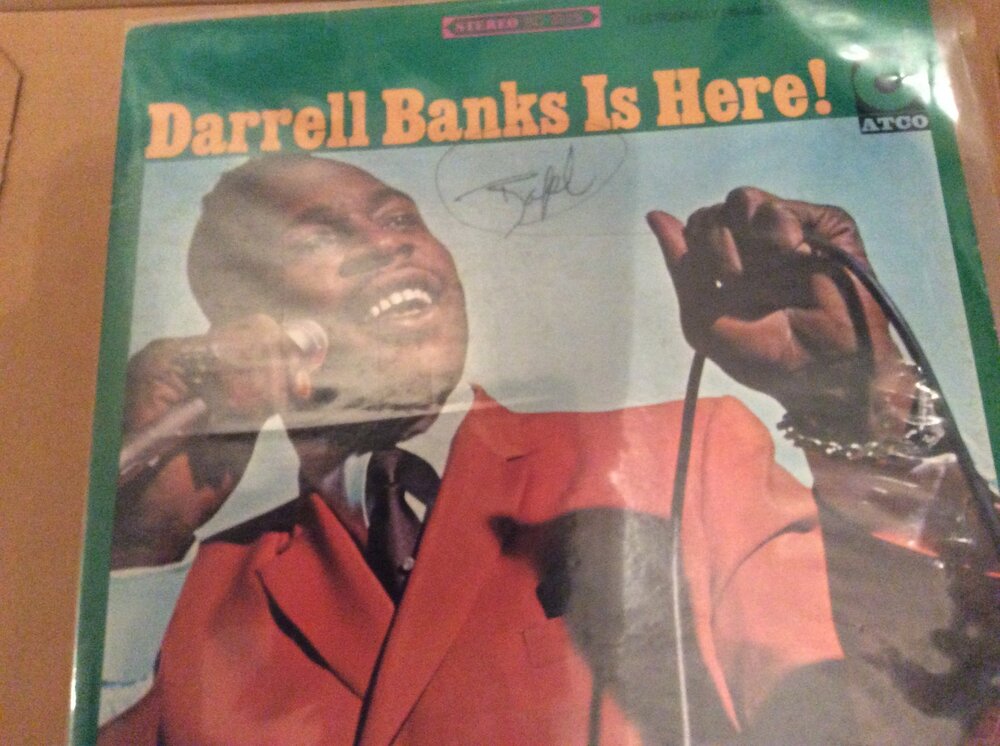 STEREO
Darrell Banks Is Here!
ATCO